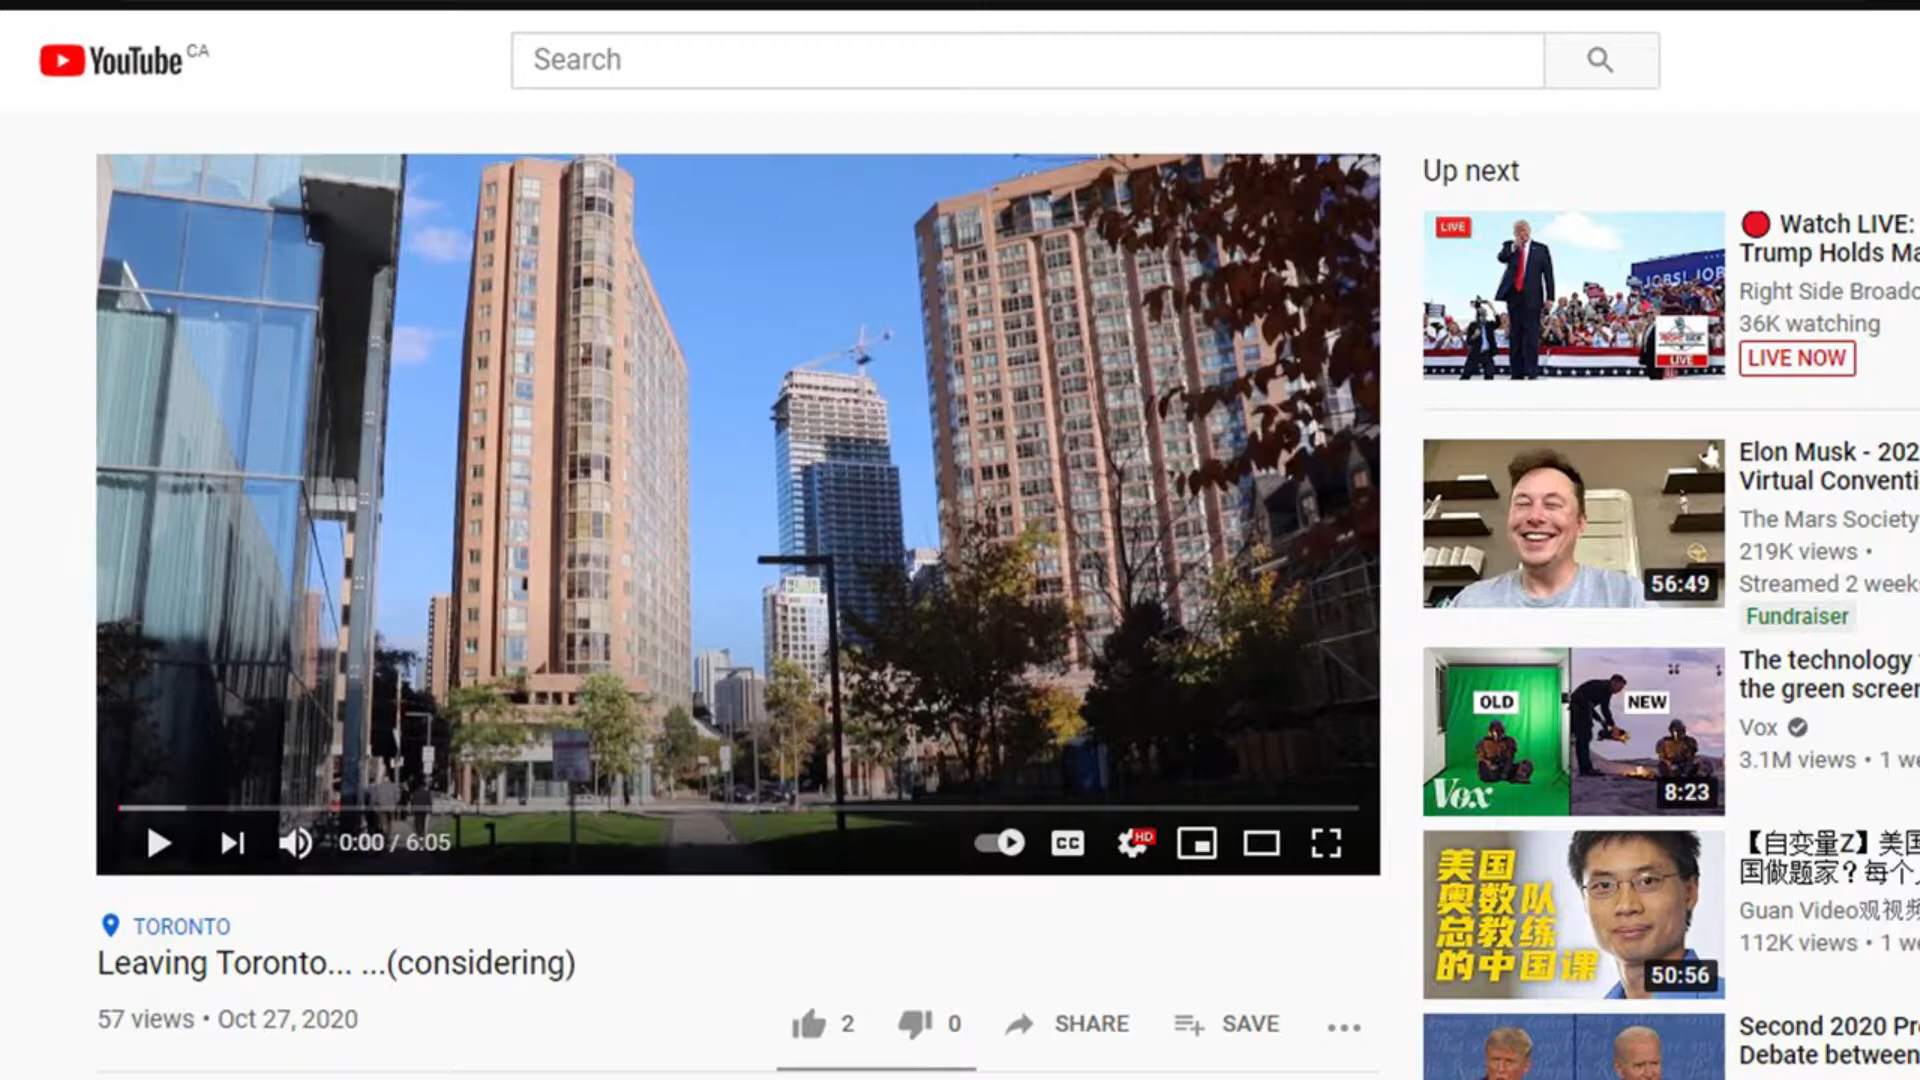 YouTube CA
Search
0:00 / 6:05
CC
HD
TORONTO
Leaving Toronto... ...(considering)
57 views • Oct 27, 2020
2
0
SHARE
SAVE
Up next
LIVE
JOBS! JOB
LIVE
Watch LIVE:
Trump Holds Ma
Right Side Broadc
36K watching
LIVE NOW
56:49
Elon Musk - 202
Virtual Conventi
The Mars Society
219K views •
Streamed 2 weeks
Fundraiser
OLD
NEW
Vox
8:23
The technology
the green screen
Vox
3.1M views • 1 we
美国
奥数队
总教练
的中国课
50:56
【自变量Z】美国
国做题家？每个人
Guan Video观视频
112K views • 1 we
Second 2020 Pr
Debate between